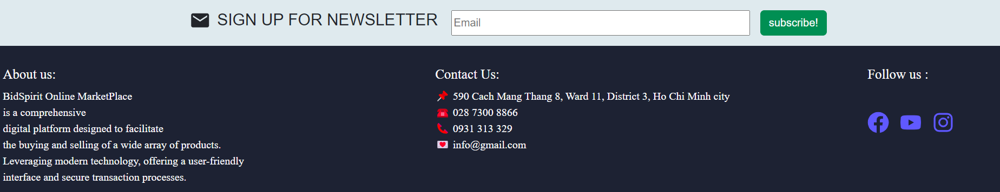 SIGN UP FOR NEWSLETTER
Email
subscribe!
About us:
BidSpirit Online MarketPlace
is a comprehensive
digital platform designed to facilitate
the buying and selling of a wide array of products.
Leveraging modern technology, offering a user-friendly
interface and secure transaction processes.
Contact Us:
590 Cach Mang Thang 8, Ward 11, District 3, Ho Chi Minh city
028 7300 8866
0931 313 329
info@gmail.com
Follow us :